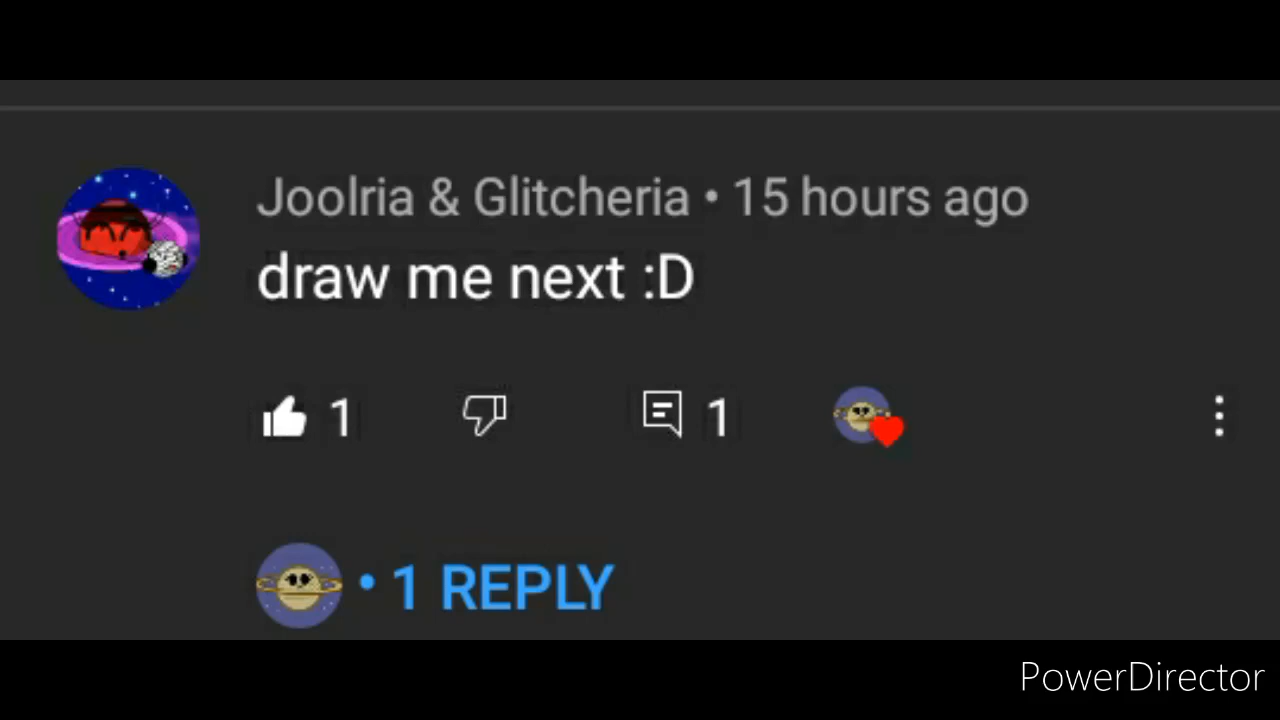 Joolria & Glitcheria • 15 hours ago
draw me next :D
1 1
• 1 REPLY
PowerDirector